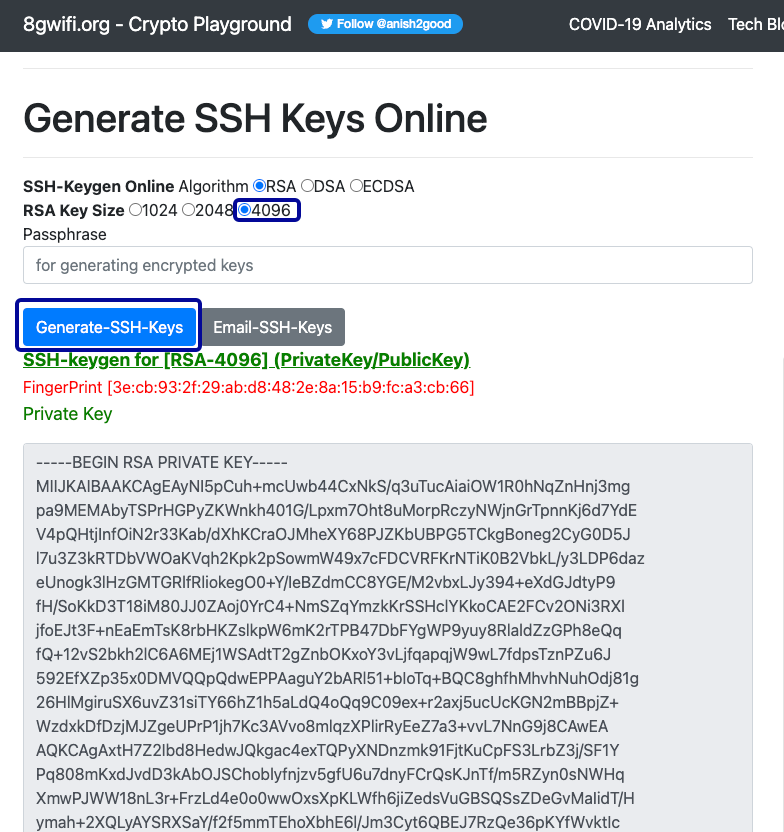 8gwifi.org - Crypto Playground
Follow @anish2good
COVID-19 Analytics
Tech Blo
Generate SSH Keys Online
SSH-Keygen Online Algorithm RSA DSA ECDSA
RSA Key Size 1024 2048 4096
Passphrase
for generating encrypted keys
Generate-SSH-Keys
Email-SSH-Keys
SSH-keygen for [RSA-4096] (PrivateKey/PublicKey)
FingerPrint [3e:cb:93:2f:29:ab:d8:48:2e:8a:15:b9:fc:a3:cb:66]
Private Key
-----BEGIN RSA PRIVATE KEY-----
MIIJKAIBAAKCAgEAyNI5pCuh+mcUwb44CxNkS/q3uTucAiaiOW1R0hNqZnHnj3mg
pa9MEMAbyTSPrHGPyZKWnkh401G/Lpxm7Oht8uMorpRczyNWjnGrTpnnKj6d7YdE
V4pQHtjInfOiN2r33Kab/dXhKCraOJMheXY68PJZKbUBPG5TCkgBoneg2CyG0D5J
l7u3Z3kRTDbVWOaKVqh2Kpk2pSowmW49x7cFDCVRFKrNTiK0B2VbkL/y3LDP6daz
eUnogk3lHzGMTGRlfRliokegO0+Y/IeBZdmCC8YGE/M2vbxLJy394+eXdGJdtyP9
fH/SoKkD3T18iM80JJ0ZAoj0YrC4+NmSZqYmzkKrSSHclYKkoCAE2FCv2ONi3RXI
jfoEJt3F+nEaEmTsK8rbHKZslkpW6mK2rTPB47DbFYgWP9yuy8RlaldZzGPh8eQq
fQ+12vS2bkh2lC6A6MEj1WSAdtT2gZnbOKxoY3vLjfqapqjW9wL7fdpsTznPZu6J
592EfXZp35x0DMVQQpQdwEPPAaguY2bARl51+bloTq+BQC8ghfhMhvhNuhOdj81g
26HlMgiruSX6uvZ31siTY66hZ1h5aLdQ4oQq9C09ex+r2axj5ucUcKGN2mBBpjZ+
WzdxkDfDzjMJZgeUPrP1jh7Kc3AVvo8mlqzXPlirRyEeZ7a3+vvL7NnG9j8CAwEA
AQKCAgAxtH7Z2lbd8HedwJQkgac4exTQPyXNDnzmk91FjtKuCpFS3LrbZ3j/SF1Y
Pq808mKxdJvdD3kAbOJSChoblyfnjzv5gfU6u7dnyFCrQsKJnTf/m5RZyn0sNWHq
XmwPJWW18nL3r+FrzLd4e0o0wwOxsXpKLWfh6jiZedsVuGBSQSsZDeGvMalidT/H
ymah+2XQLyAYSRXSaY/f2f5mmTEhoXbhE6l/Jm3Cyt6QBEJ7RzQe36pKYfWvktlc